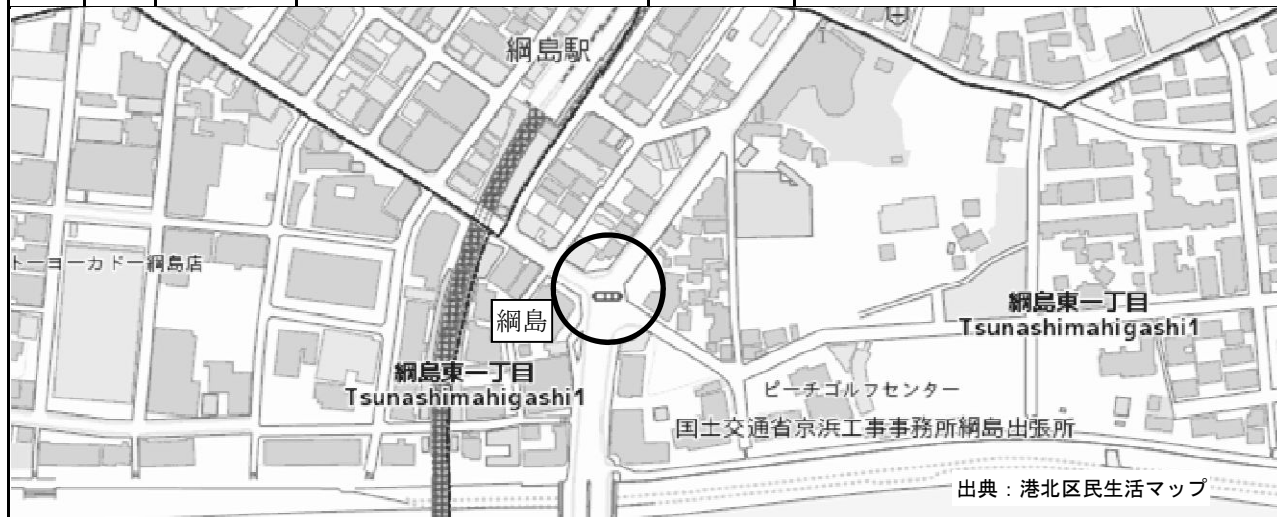 綱島駅
トーヨーカドー綱島店
綱島
綱島東一丁目
Tsunashimahigashi1
綱島東一丁目
Tsunashimahigashi1
ピーチゴルフセンター
国土交通省京浜工事事務所綱島出張所
出典：港北区民生活マップ